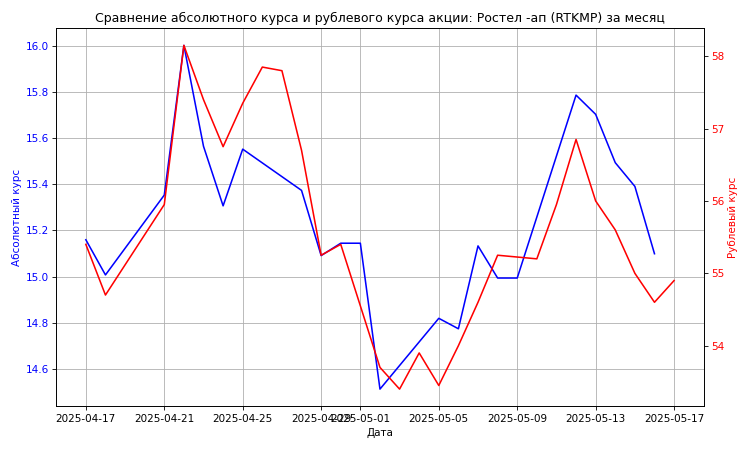 Сравнение абсолютного курса и рублевого курса акции: Ростел -ап (RTKMP) за месяц
Абсолютный курс
16.0
15.8
15.6
15.4
15.2
15.0
14.8
14.6
58
57
56
55
54
Рублевый курс
2025-04-17 2025-04-21 2025-04-25 2025-04-29 2025-05-01 2025-05-05 2025-05-09 2025-05-13 2025-05-17
Дата